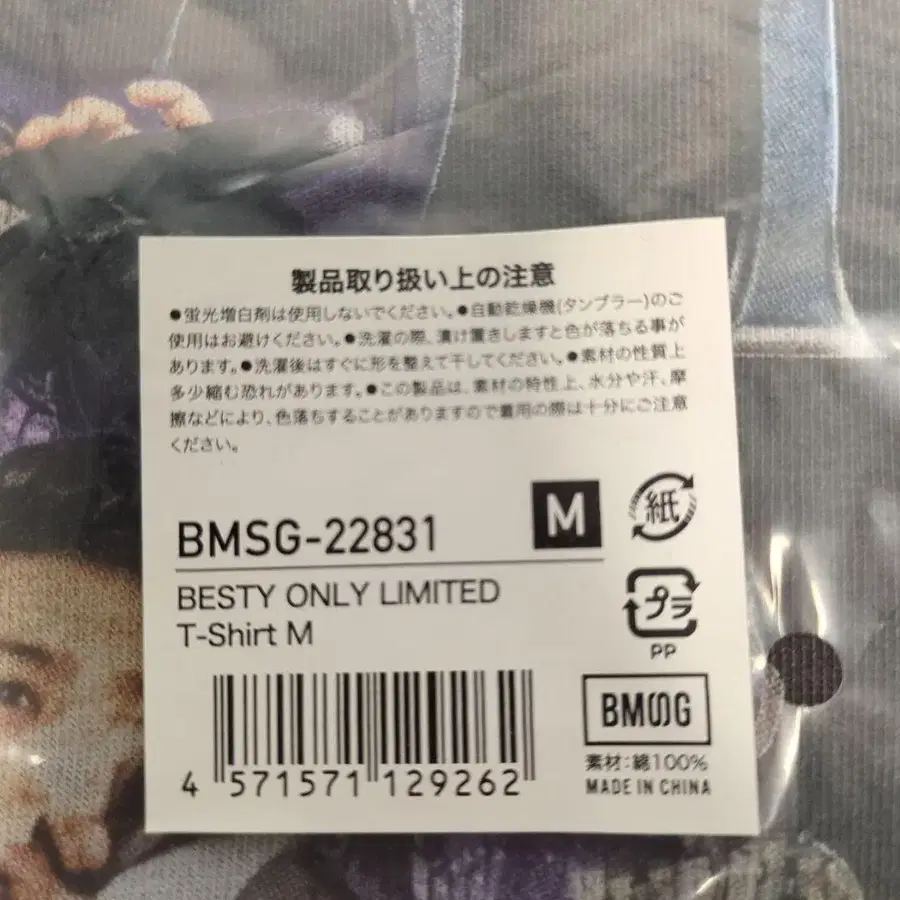 製品取り扱い上の注意
●蛍光増白剤は使用しないでください。●自動乾燥機(タンブラー)のご
使用はお避けください。●洗濯の際、漬け置きしますと色が落ちる事が
あります。●洗濯後はすぐに形を整えて干してください。●素材の性質上
多少縮む恐れがあります。●この製品は、素材の特性上、水分や汗、摩
擦などにより、色落ちすることがありますので着用の際は十分にご注意
ください。
BMSG-22831
M
紙
BESTY ONLY LIMITED
T-Shirt M
プラ
PP
4 571571 129262
BMSG
素材:綿100%
MADE IN CHINA